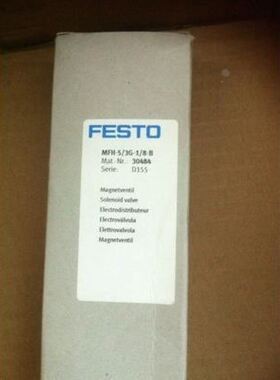 FESTO
MFH-5/3G-1/8-B
Mat.-Nr. 30484
Serie. D155
Magnetventil
Solenoid valve
Electrodistributeur
Electroválvula
Elettrovalvola
Magnetventil